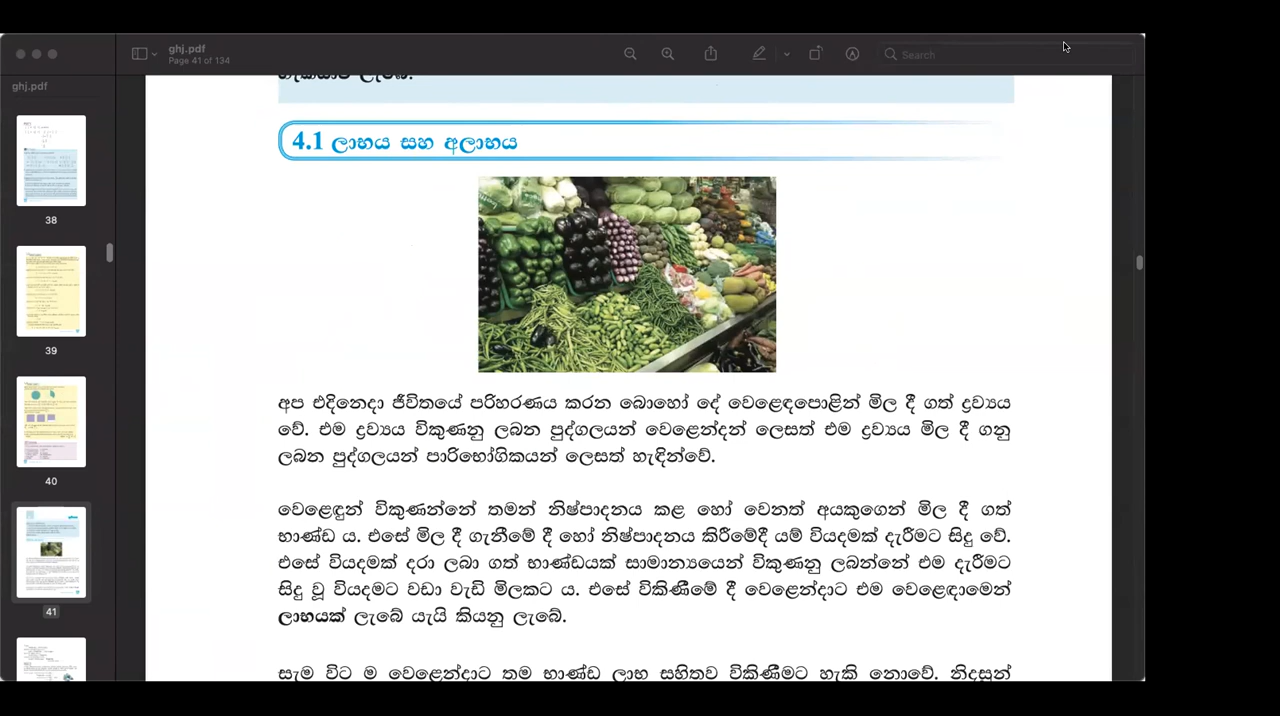 ghj.pdf
Page 41 of 134
Search
ghj.pdf
38
39
40
41
ලැබේ.
4.1 ලාභය සහ අලාභය
අප එදිනෙදා ජීවිතයේ පරිහරණය කරන බොහෝ දේ වෙළෙඳපොළින් මිල දී ගත් ද්‍රව්‍යය
වේ. එම ද්‍රව්‍යය විකුණනු ලබන පුද්ගලයන් වෙළෙන්දන් ලෙසත් එම ද්‍රව්‍යය මිල දී ගනු
ලබන පුද්ගලයන් පාරිභෝගිකයන් ලෙසත් හැඳින්වේ.
වෙළෙඳුන් විකුණන්නේ තමන් නිෂ්පාදනය කළ හෝ වෙනත් අයකුගෙන් මිල දී ගත්
භාණ්ඩ ය. එසේ මිල දී ගැනීමේ දී හෝ නිෂ්පාදනය කිරීමේදී යම් වියදමක් දැරීමට සිදු වේ.
එසේ වියදමක් දරා ලබා ගත් භාණ්ඩයක් සාමාන්‍යයෙන් විකුණනු ලබන්නේ එම දැරීමට
සිදු වූ වියදමට වඩා වැඩි මිලකට ය. එසේ විකිණීමේ දී වෙළෙන්දාට එම වෙළෙඳාමෙන්
ලාභයක් ලැබේ යැයි කියනු ලැබේ.
සැම විට ම වෙළෙන්දාට තම භාණ්ඩ ලාභ සහිතව විකිණීමට හැකි නොවේ. නිදසුන්